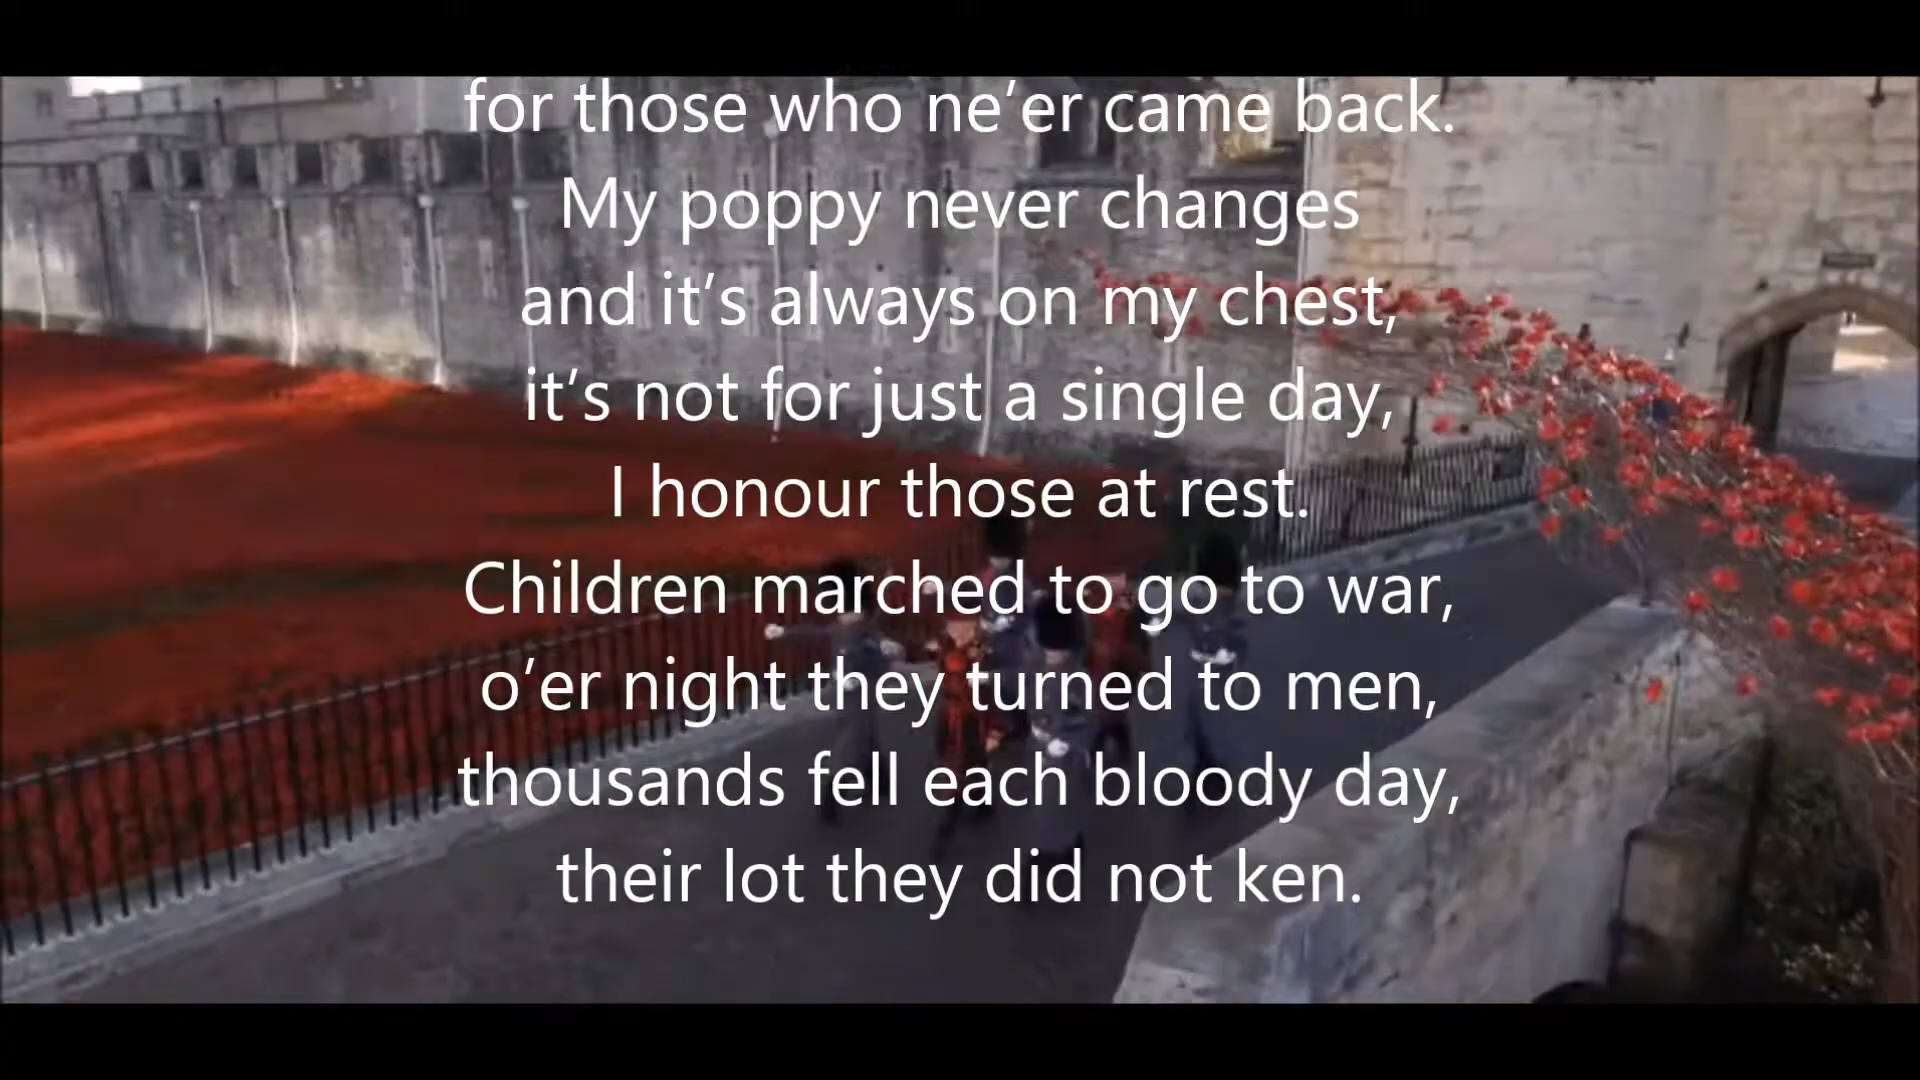 for those who ne’er came back.
My poppy never changes
and it’s always on my chest,
it’s not for just a single day,
I honour those at rest.
Children marched to go to war,
o’er night they turned to men,
thousands fell each bloody day,
their lot they did not ken.